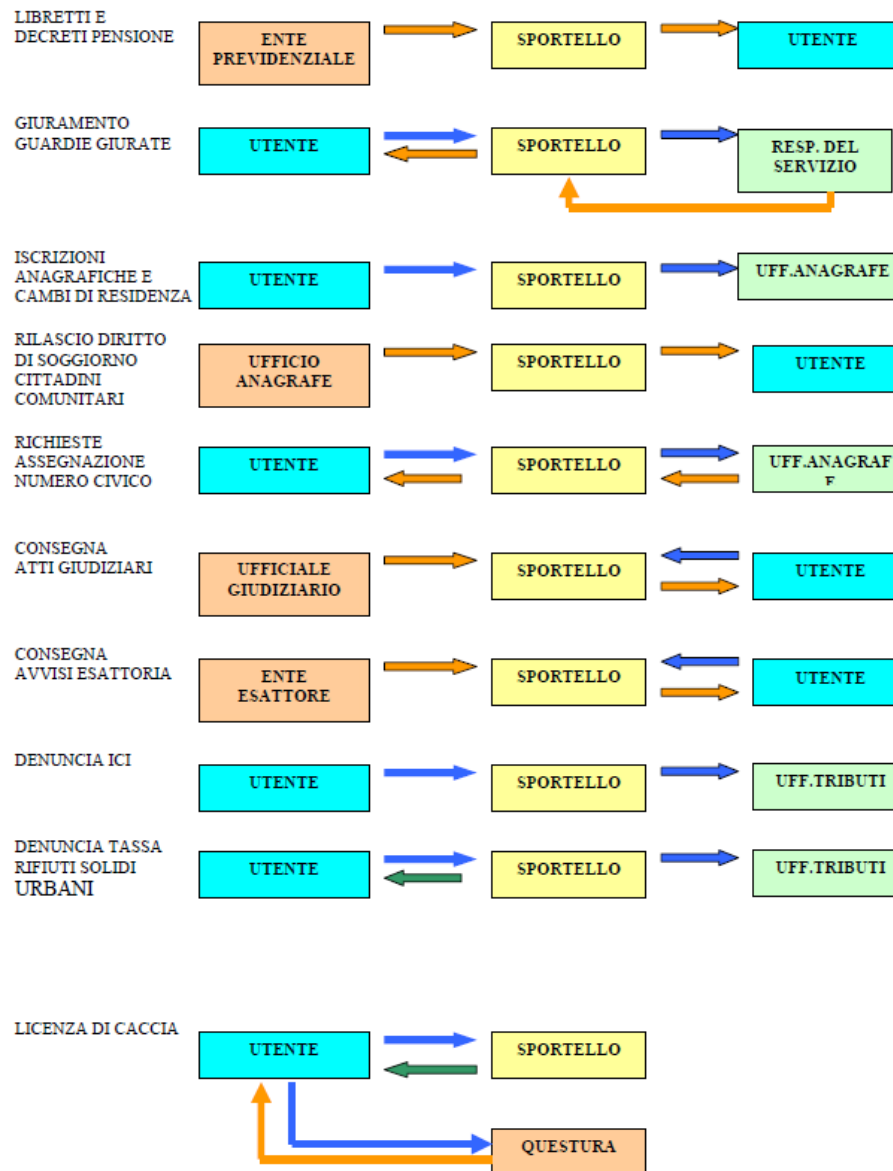 LIBRETTI E
DECRETI PENSIONE
ENTE
PREVIDENZIALE
SPORTELLO
UTENTE
GIURAMENTO
GUARDIE GIURATE
UTENTE
SPORTELLO
RESP. DEL
SERVIZIO
ISCRIZIONI
ANAGRAFICHE E
CAMBI DI RESIDENZA
UTENTE
SPORTELLO
UFF.ANAGRAFE
RILASCIO DIRITTO
DI SOGGIORNO
CITTADINI
COMUNITARI
UFFICIO
ANAGRAFE
SPORTELLO
UTENTE
RICHIESTE
ASSEGNAZIONE
NUMERO CIVICO
UTENTE
SPORTELLO
UFF.ANAGRAF
E
CONSEGNA
ATTI GIUDIZIARI
UFFICIALE
GIUDIZIARIO
SPORTELLO
UTENTE
CONSEGNA
AVVISI ESATTORIA
ENTE
ESATTORE
SPORTELLO
UTENTE
DENUNCIA ICI
UTENTE
SPORTELLO
UFF.TRIBUTI
DENUNCIA TASSA
RIFIUTI SOLIDI
URBANI
UTENTE
SPORTELLO
UFF.TRIBUTI
LICENZA DI CACCIA
UTENTE
SPORTELLO
QUESTURA